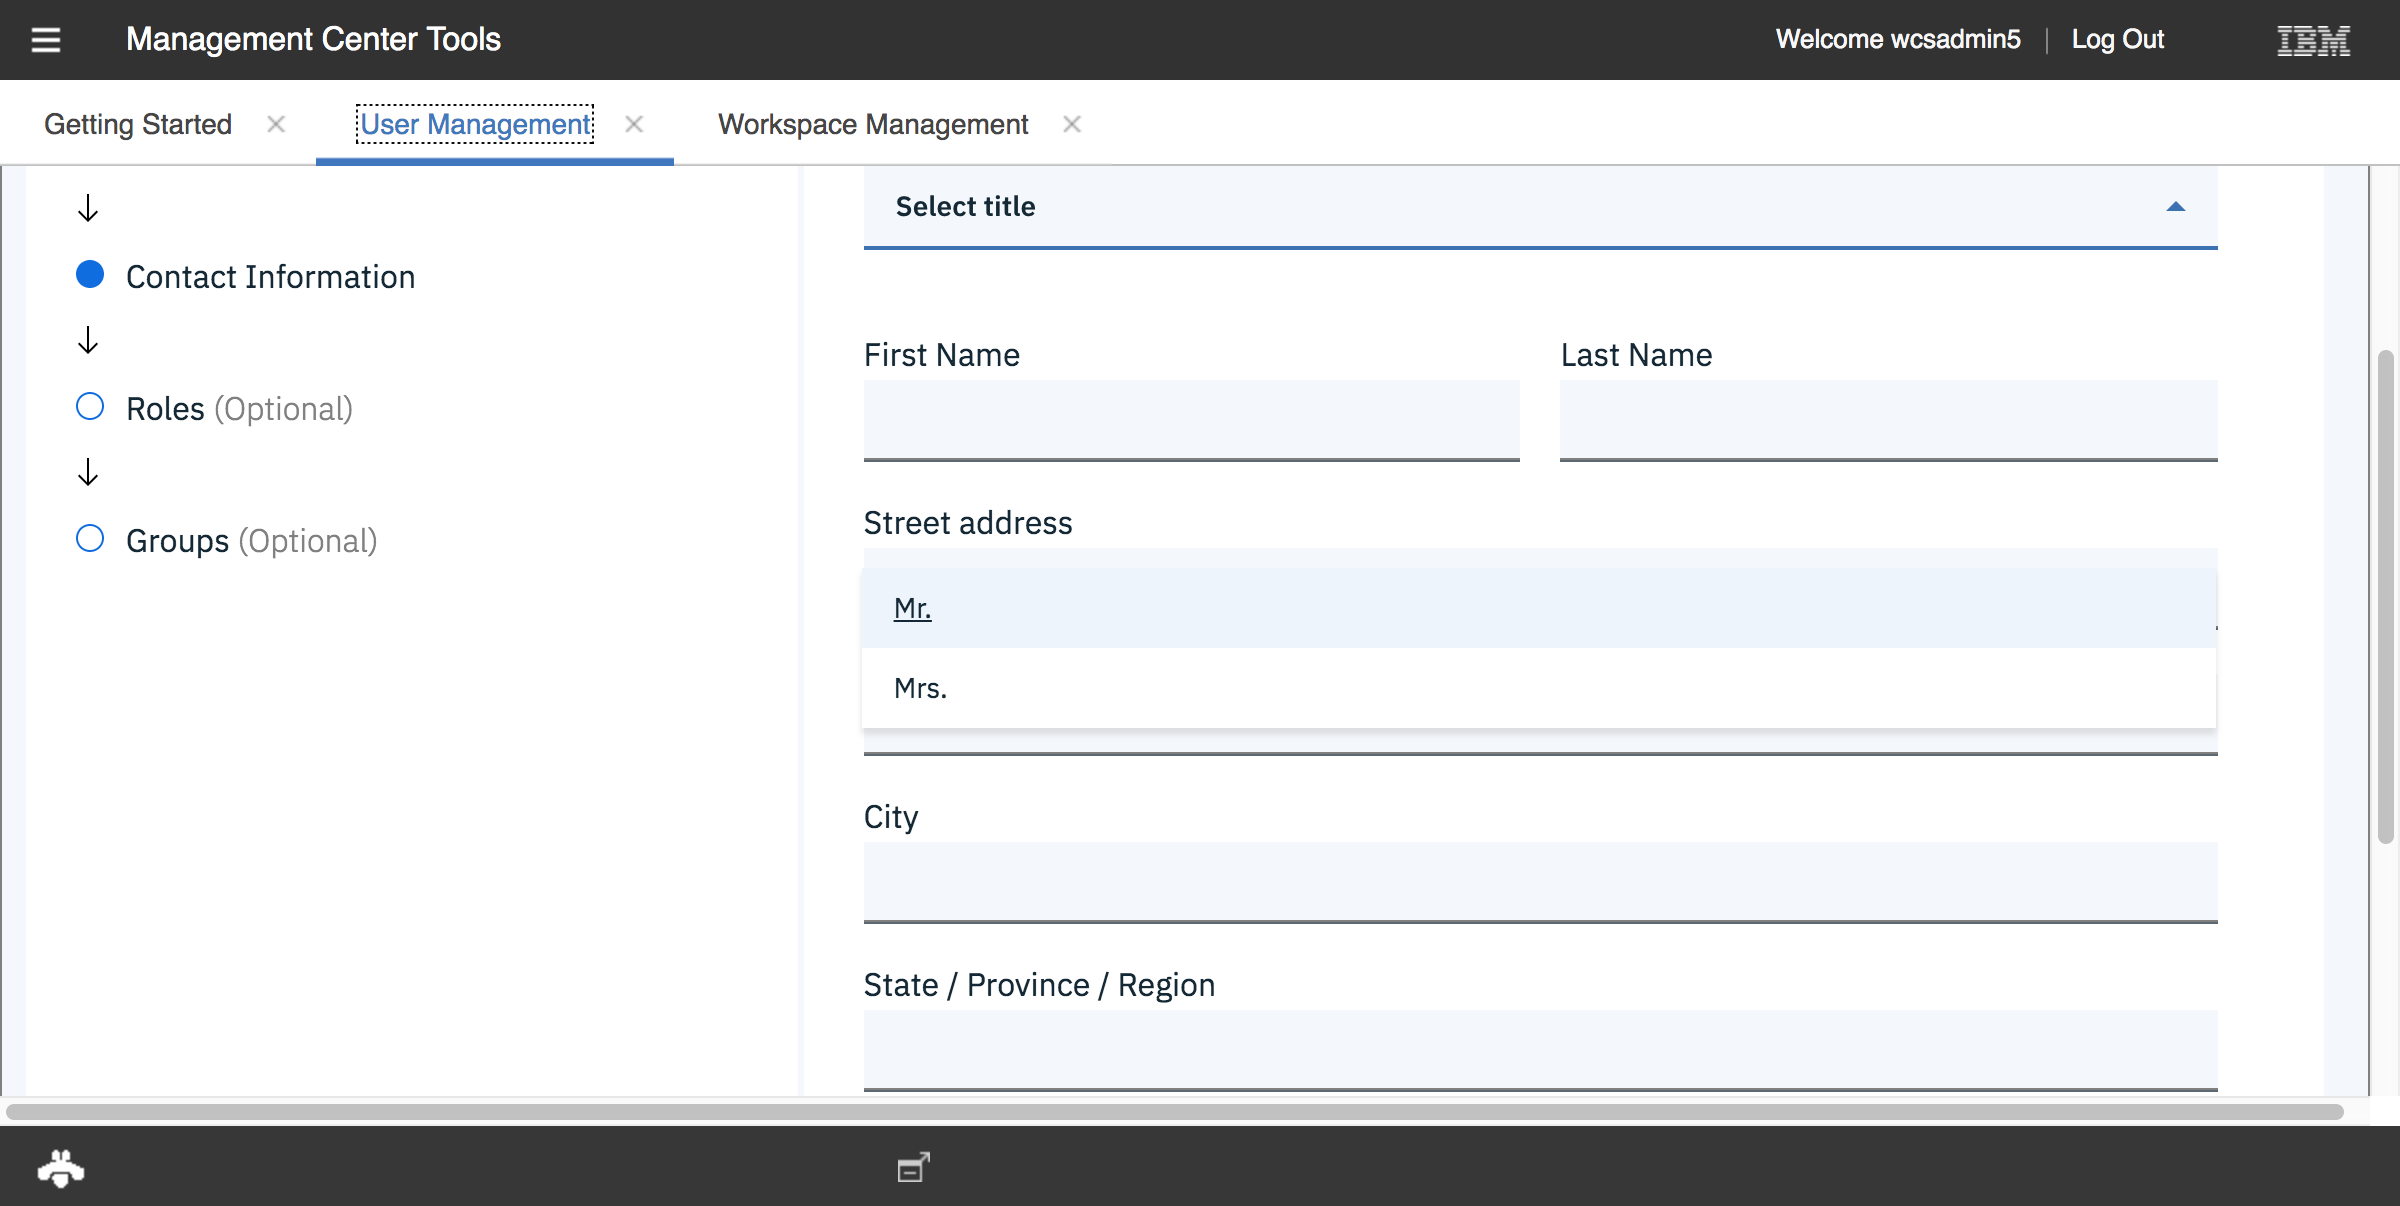 Management Center Tools
Welcome wcsadmin5 | Log Out
IBM
Getting Started
User Management
Workspace Management
Select title
Contact Information
Roles (Optional)
Groups (Optional)
First Name
Last Name
Street address
Mr.
Mrs.
City
State / Province / Region